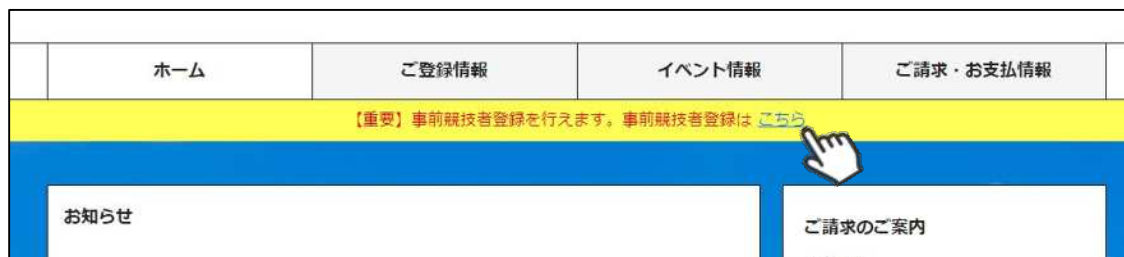 ホーム ご登録情報 イベント情報 ご請求・お支払情報
【重要】事前競技者登録を行えます。事前競技者登録は こちら
お知らせ
ご請求のご案内